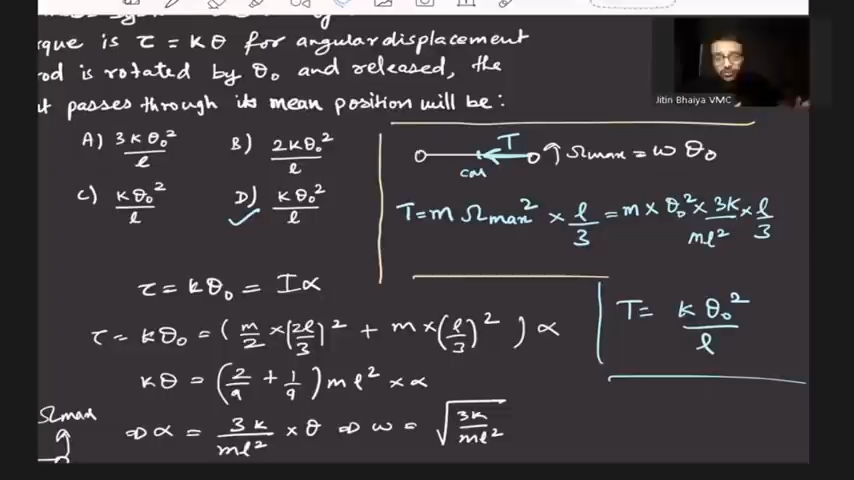 rque is τ = Kθ for angular displacement
rod is rotated by θ₀ and released, the
t passes through its mean position will be:
A) 3Kθ₀²/l
B) 2Kθ₀²/l
C) Kθ₀²/l
D) Kθ₀²/l
Jitin Bhaiya VMC
T
Ωmax = ω θ₀
com
T = m Ωmax² × l/3 = m × θ₀² × 3K/ml² × l/3
T = Kθ₀²/l
τ = kθ₀ = Iα
τ = kθ₀ = (m/2 × (2l/3)² + m × (l/3)²) α
kθ = (2/9 + 1/9) ml² × α
⇒ α = 3k/ml² × θ ⇒ ω = √(3k/ml²)
Ωmax